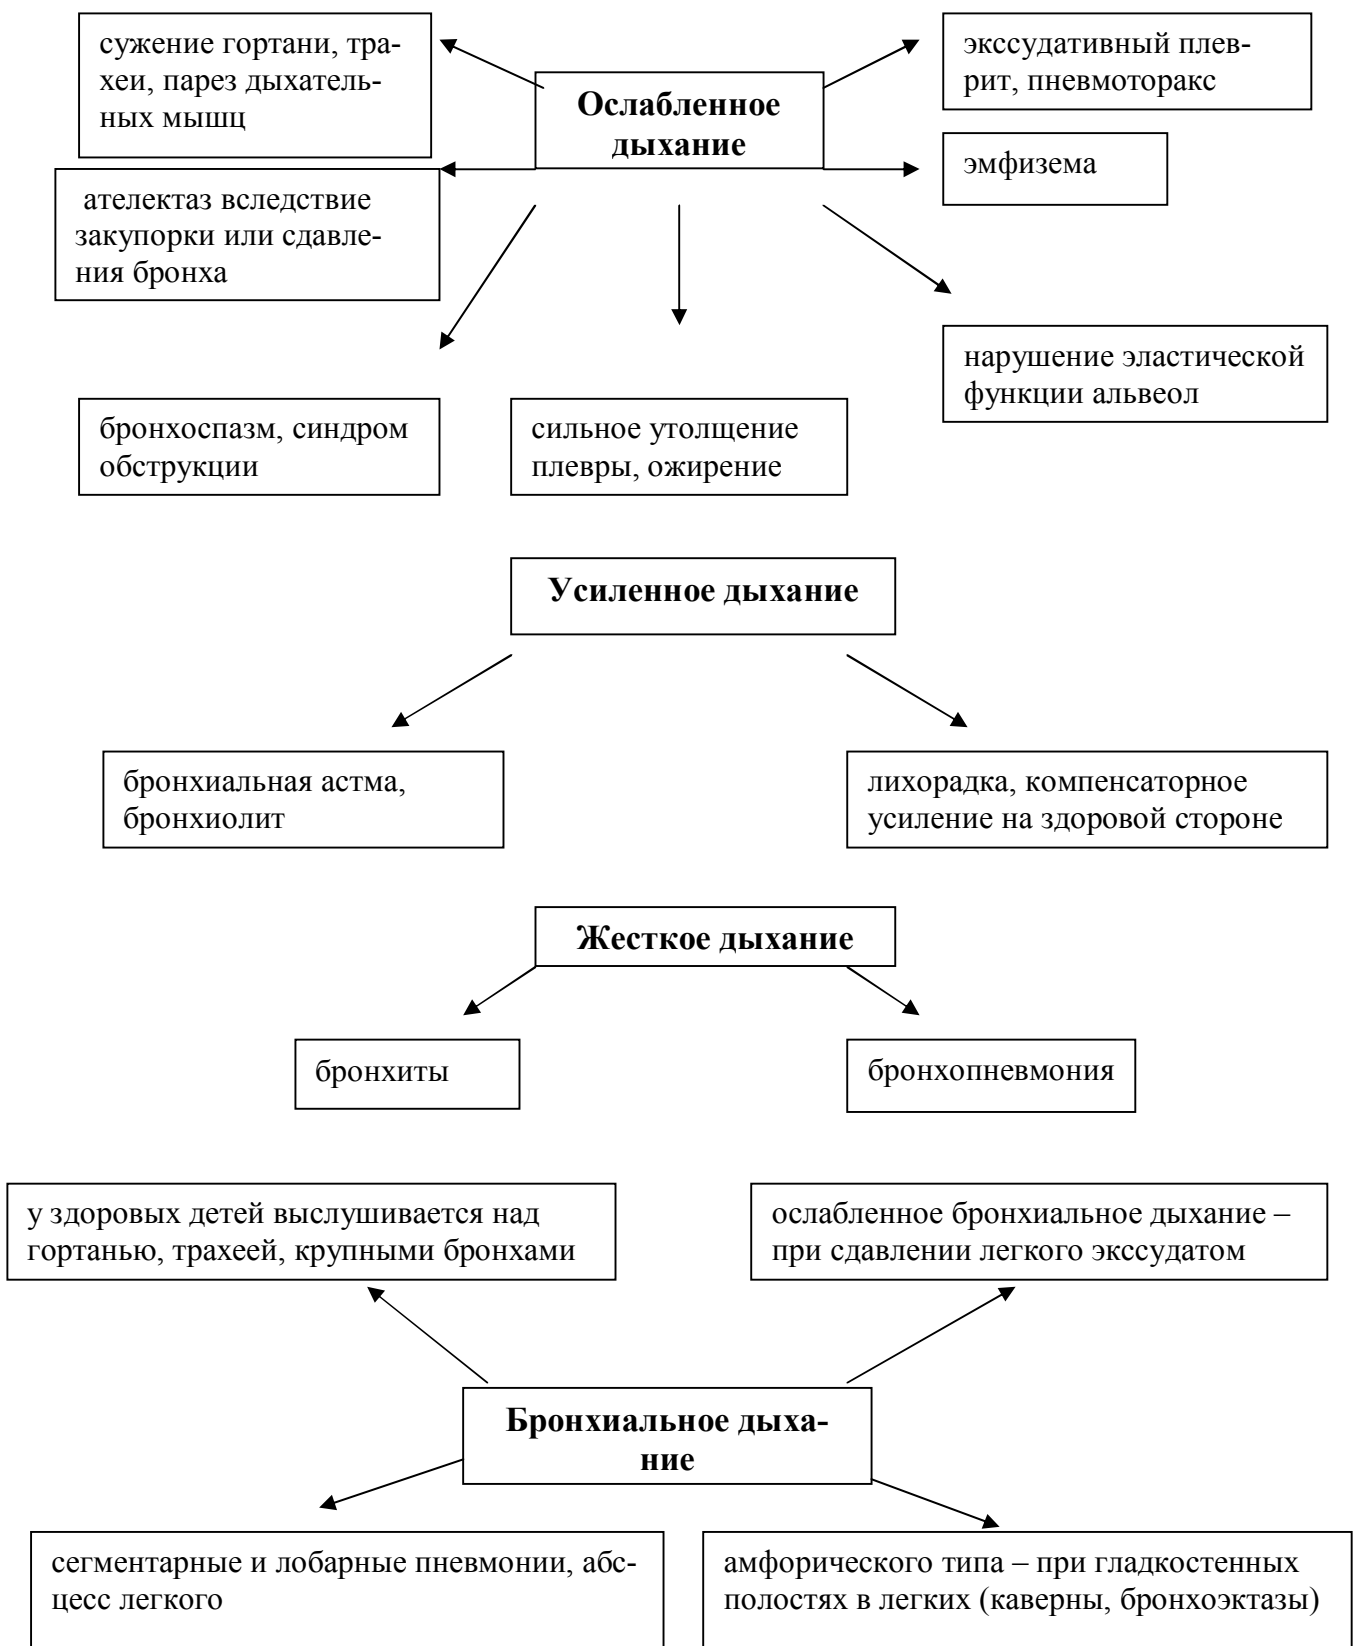 сужение гортани, тра-
хеи, парез дыхатель-
ных мышц
Ослабленное
дыхание
экссудативный плев-
рит, пневмоторакс
эмфизема
ателектаз вследствие
закупорки или сдавле-
ния бронха
нарушение эластической
функции альвеол
бронхоспазм, синдром
обструкции
сильное утолщение
плевры, ожирение
Усиленное дыхание
бронхиальная астма,
бронхиолит
лихорадка, компенсаторное
усиление на здоровой стороне
Жесткое дыхание
бронхиты
бронхопневмония
у здоровых детей выслушивается над
гортанью, трахеей, крупными бронхами
ослабленное бронхиальное дыхание –
при сдавлении легкого экссудатом
Бронхиальное дыха-
ние
сегментарные и лобарные пневмонии, абс-
цесс легкого
амфорического типа – при гладкостенных
полостях в легких (каверны, бронхоэктазы)